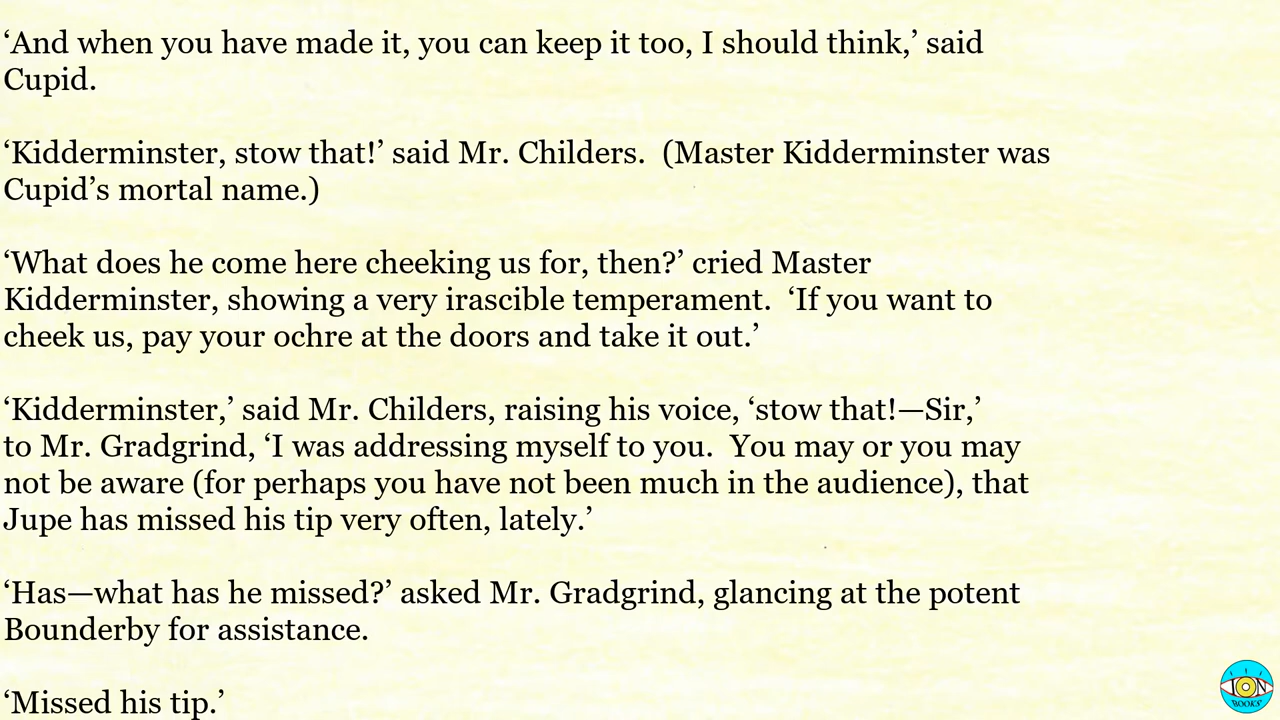 ‘And when you have made it, you can keep it too, I should think,’ said
Cupid.
‘Kidderminster, stow that!’ said Mr. Childers.  (Master Kidderminster was
Cupid’s mortal name.)
‘What does he come here cheeking us for, then?’ cried Master
Kidderminster, showing a very irascible temperament.  ‘If you want to
cheek us, pay your ochre at the doors and take it out.’
‘Kidderminster,’ said Mr. Childers, raising his voice, ‘stow that!—Sir,’
to Mr. Gradgrind, ‘I was addressing myself to you.  You may or you may
not be aware (for perhaps you have not been much in the audience), that
Jupe has missed his tip very often, lately.’
‘Has—what has he missed?’ asked Mr. Gradgrind, glancing at the potent
Bounderby for assistance.
‘Missed his tip.’
ION
BOOKS